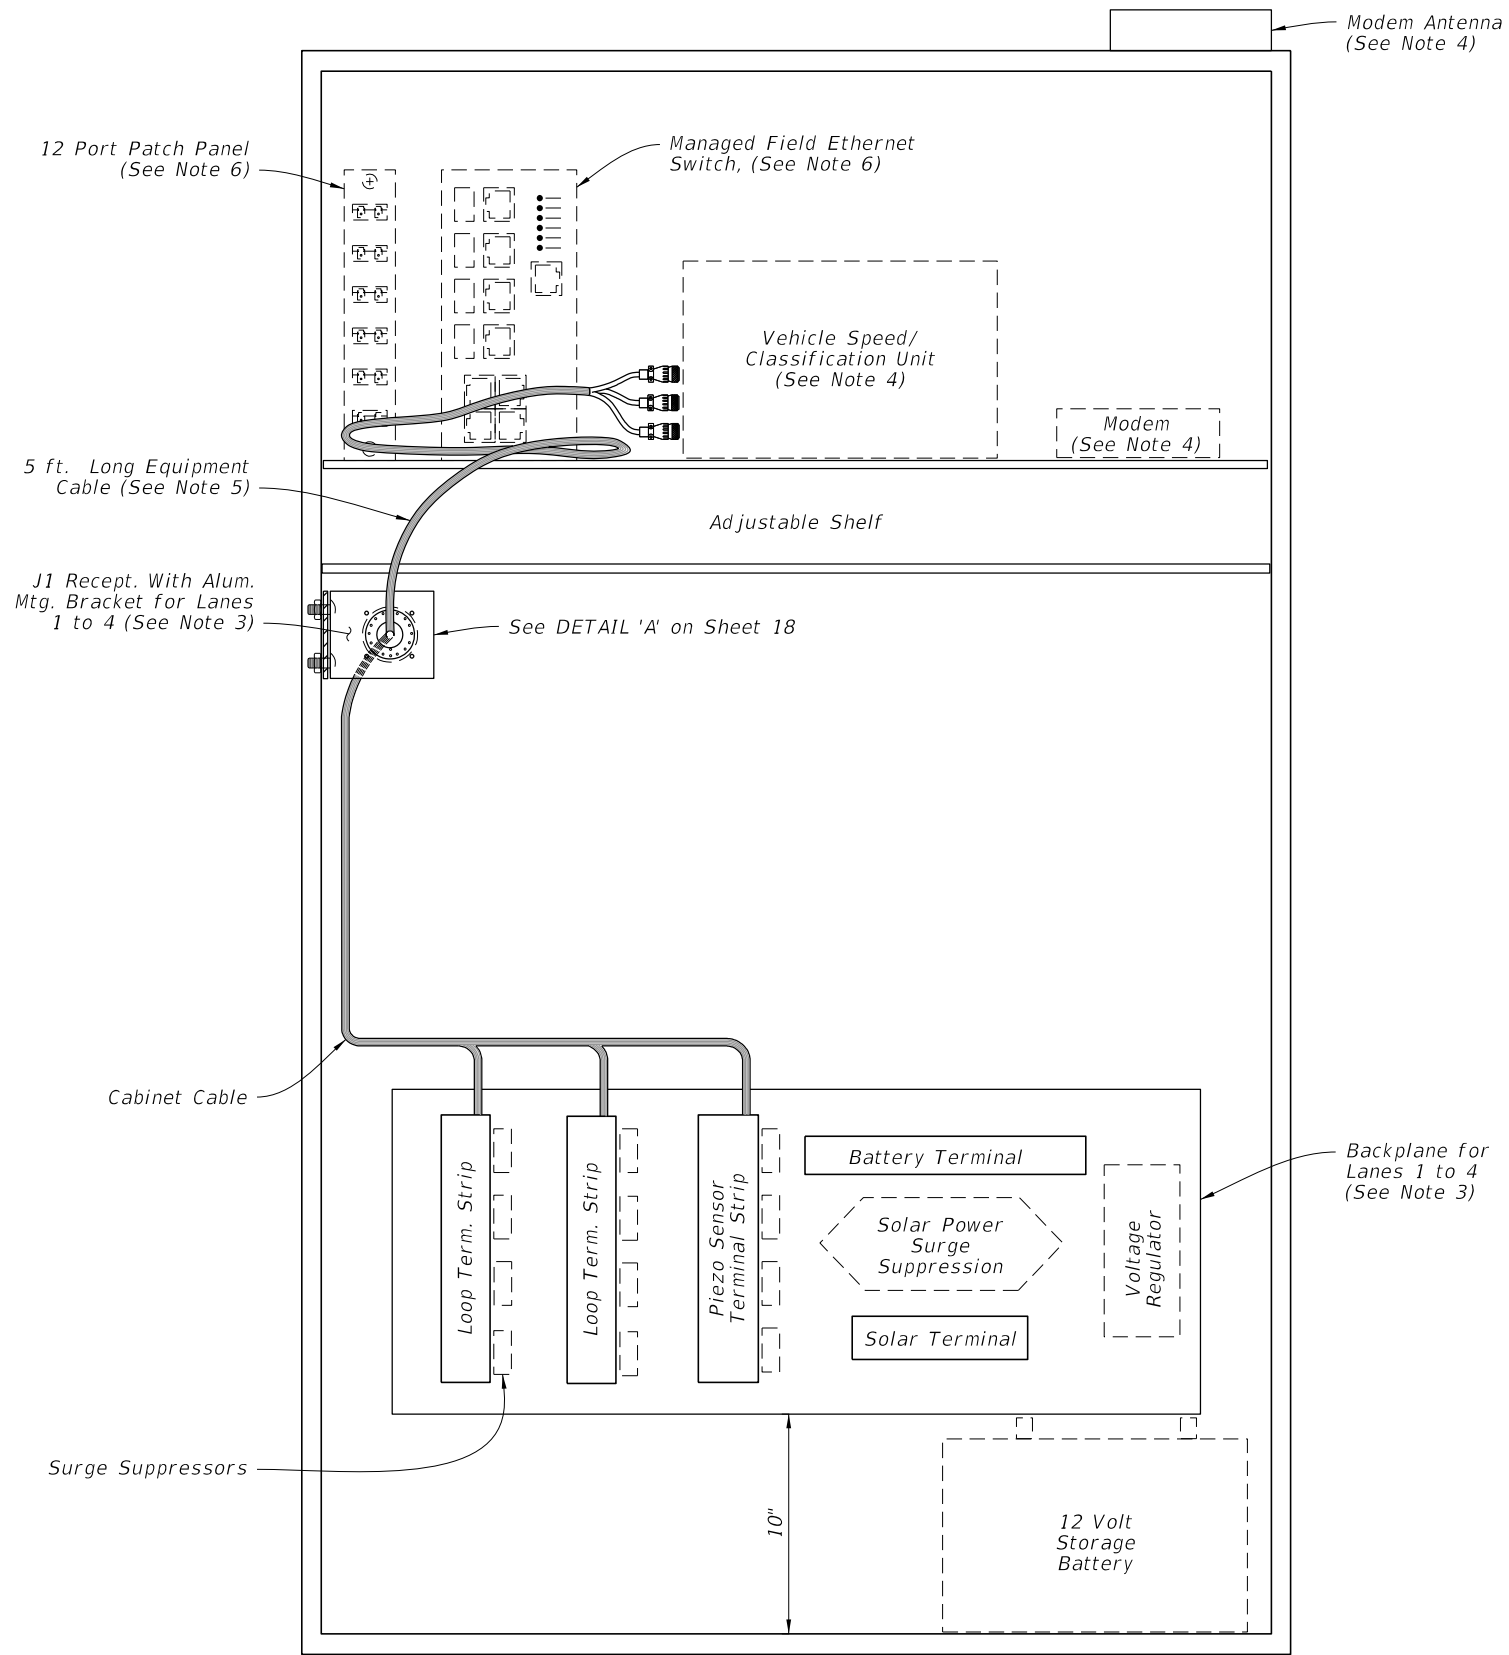 Modem Antenna
(See Note 4)
12 Port Patch Panel
(See Note 6)
Managed Field Ethernet
Switch, (See Note 6)
Vehicle Speed/
Classification Unit
(See Note 4)
Modem
(See Note 4)
5 ft. Long Equipment
Cable (See Note 5)
Adjustable Shelf
J1 Recept. With Alum.
Mtg. Bracket for Lanes
1 to 4 (See Note 3)
See DETAIL 'A' on Sheet 18
Cabinet Cable
Loop Term. Strip
Loop Term. Strip
Piezo Sensor
Terminal Strip
Battery Terminal
Solar Power
Surge
Suppression
Solar Terminal
Voltage
Regulator
Backplane for
Lanes 1 to 4
(See Note 3)
Surge Suppressors
10"
12 Volt
Storage
Battery